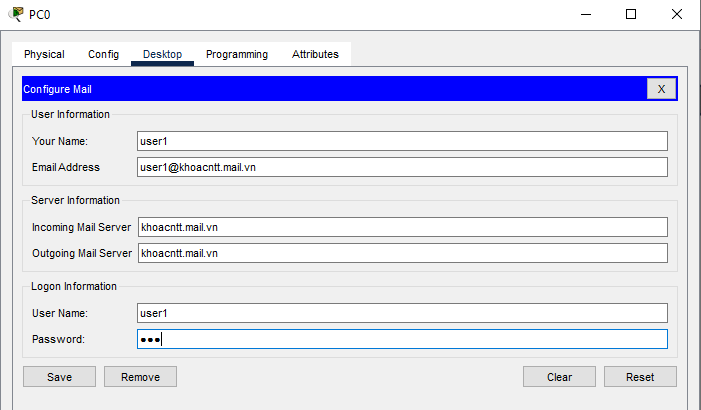 PC0
Physical Config Desktop Programming Attributes
Configure Mail X
User Information
Your Name: user1
Email Address user1@khoacntt.mail.vn
Server Information
Incoming Mail Server khoacntt.mail.vn
Outgoing Mail Server khoacntt.mail.vn
Logon Information
User Name: user1
Password: ●●●
Save Remove Clear Reset